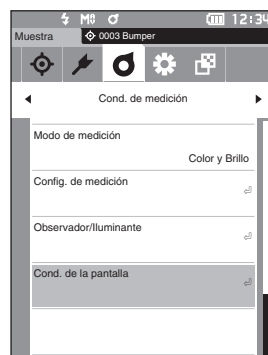 M0 12:34
Muestra 0003 Bumper
Cond. de medición
Modo de medición
Color y Brillo
Config. de medición
Observador/Iluminante
Cond. de la pantalla